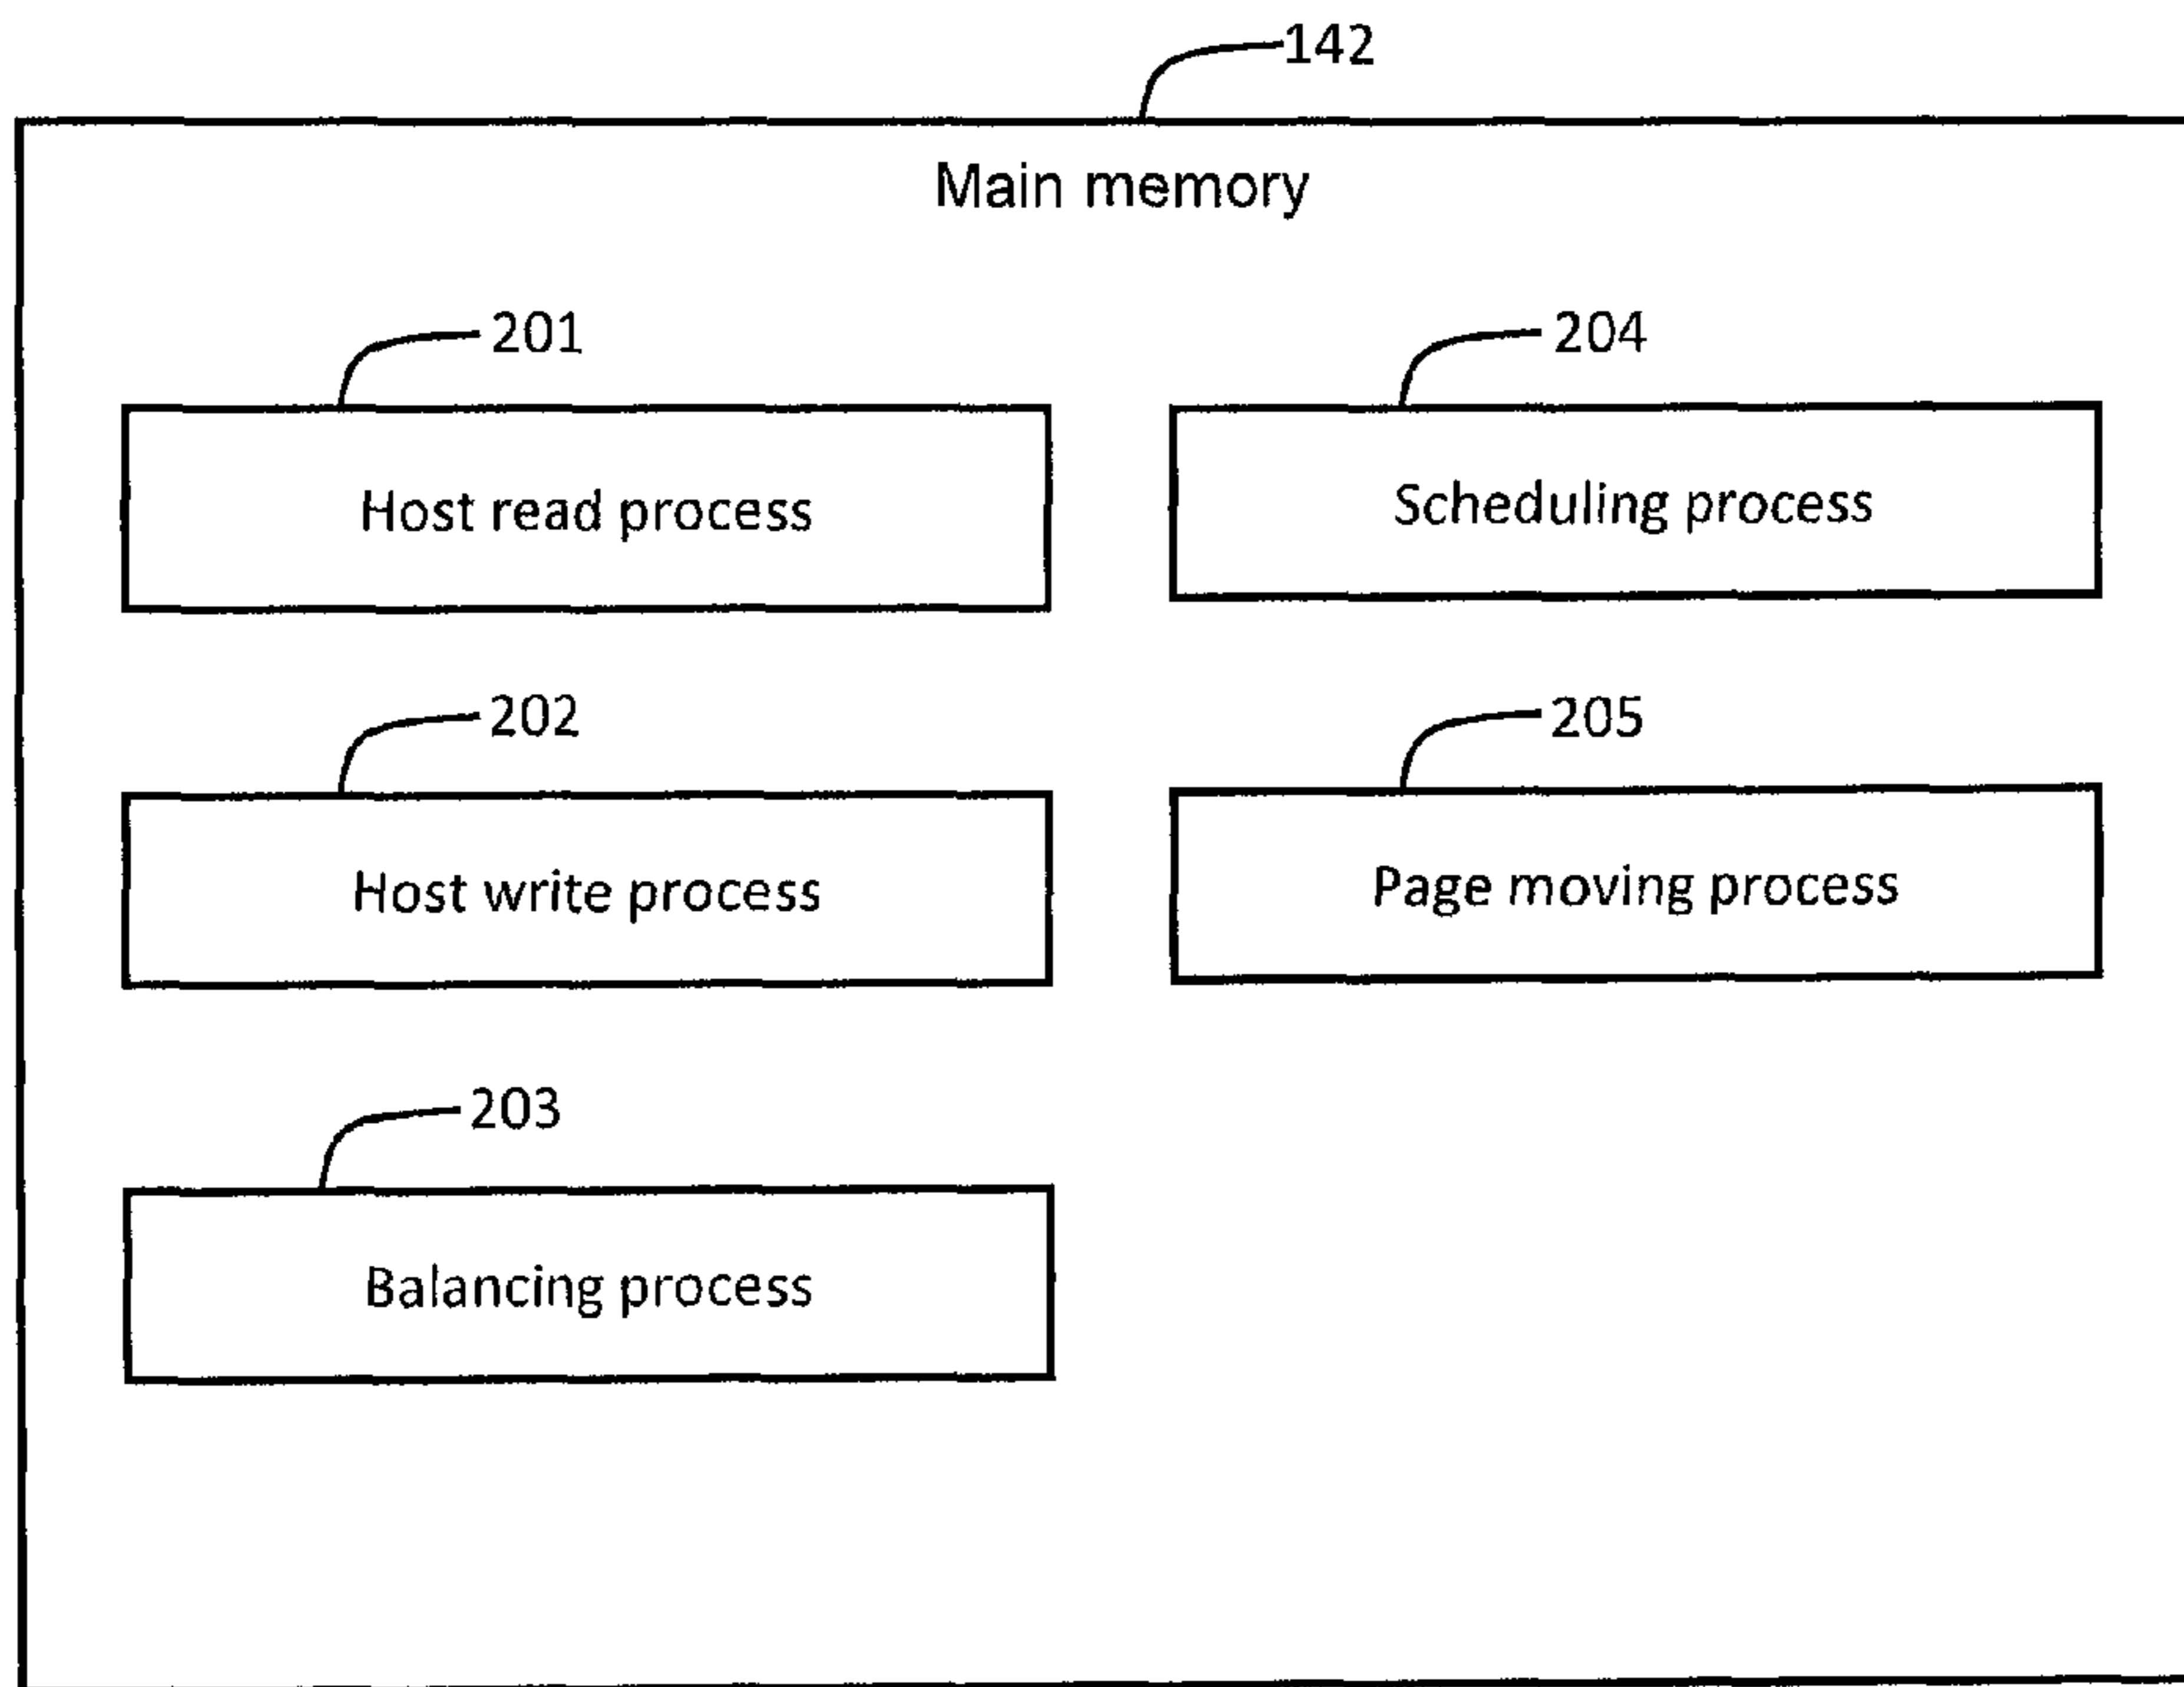 142
Main memory
201
Host read process
204
Scheduling process
202
Host write process
205
Page moving process
203
Balancing process